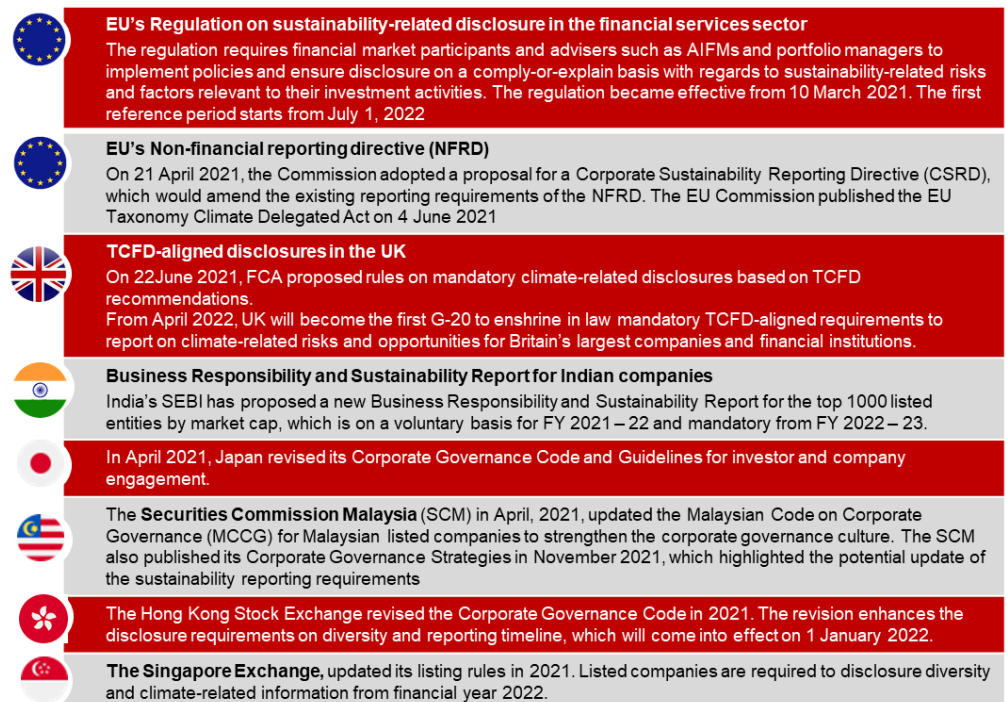 EU's Regulation on sustainability-related disclosure in the financial services sector
The regulation requires financial market participants and advisers such as AIFMs and portfolio managers to
implement policies and ensure disclosure on a comply-or-explain basis with regards to sustainability-related risks
and factors relevant to their investment activities. The regulation became effective from 10 March 2021. The first
reference period starts from July 1, 2022
EU's Non-financial reporting directive (NFRD)
On 21 April 2021, the Commission adopted a proposal for a Corporate Sustainability Reporting Directive (CSRD),
which would amend the existing reporting requirements of the NFRD. The EU Commission published the EU
Taxonomy Climate Delegated Act on 4 June 2021
TCFD-aligned disclosures in the UK
On 22June 2021, FCA proposed rules on mandatory climate-related disclosures based on TCFD
recommendations.
From April 2022, UK will become the first G-20 to enshrine in law mandatory TCFD-aligned requirements to
report on climate-related risks and opportunities for Britain's largest companies and financial institutions.
Business Responsibility and Sustainability Report for Indian companies
India's SEBI has proposed a new Business Responsibility and Sustainability Report for the top 1000 listed
entities by market cap, which is on a voluntary basis for FY 2021 – 22 and mandatory from FY 2022 – 23.
In April 2021, Japan revised its Corporate Governance Code and Guidelines for investor and company
engagement.
The Securities Commission Malaysia (SCM) in April, 2021, updated the Malaysian Code on Corporate
Governance (MCCG) for Malaysian listed companies to strengthen the corporate governance culture. The SCM
also published its Corporate Governance Strategies in November 2021, which highlighted the potential update of
the sustainability reporting requirements
The Hong Kong Stock Exchange revised the Corporate Governance Code in 2021. The revision enhances the
disclosure requirements on diversity and reporting timeline, which will come into effect on 1 January 2022.
The Singapore Exchange, updated its listing rules in 2021. Listed companies are required to disclose diversity
and climate-related information from financial year 2022.